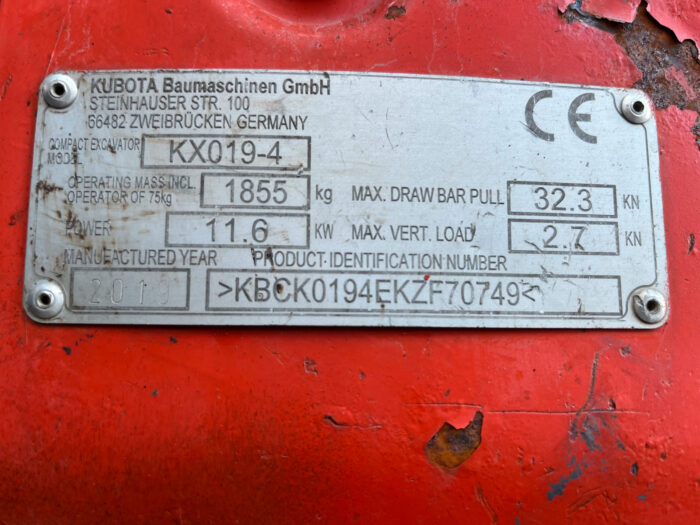 KUBOTA Baumaschinen GmbH
STEINHAUSER STR. 100
66482 ZWEIBRÜCKEN GERMANY
CE
COMPACT EXCAVATOR
MODEL
KX019-4
OPERATING MASS INCL.
OPERATOR OF 75kg
1855 kg
MAX. DRAW BAR PULL 32.3 KN
POWER 11.6 KW
MAX. VERT. LOAD 2.7 KN
MANUFACTURED YEAR
PRODUCT IDENTIFICATION NUMBER
>KBCK0194EKZF70749<